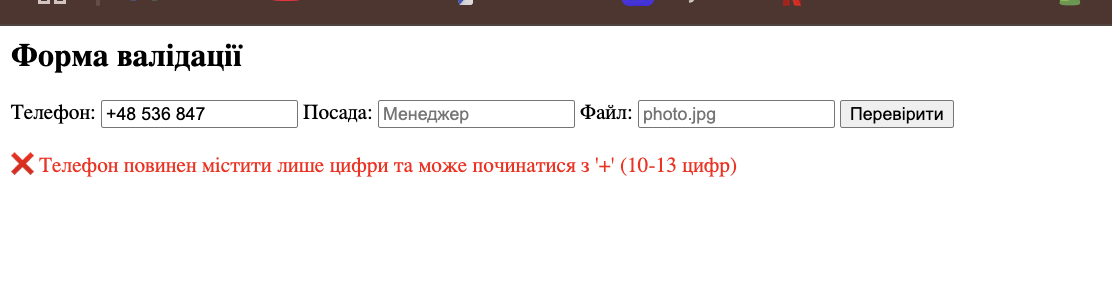 Форма валідації
Телефон: +48 536 847 Посада: Менеджер Файл: photo.jpg Перевірити
❌ Телефон повинен містити лише цифри та може починатися з '+' (10-13 цифр)